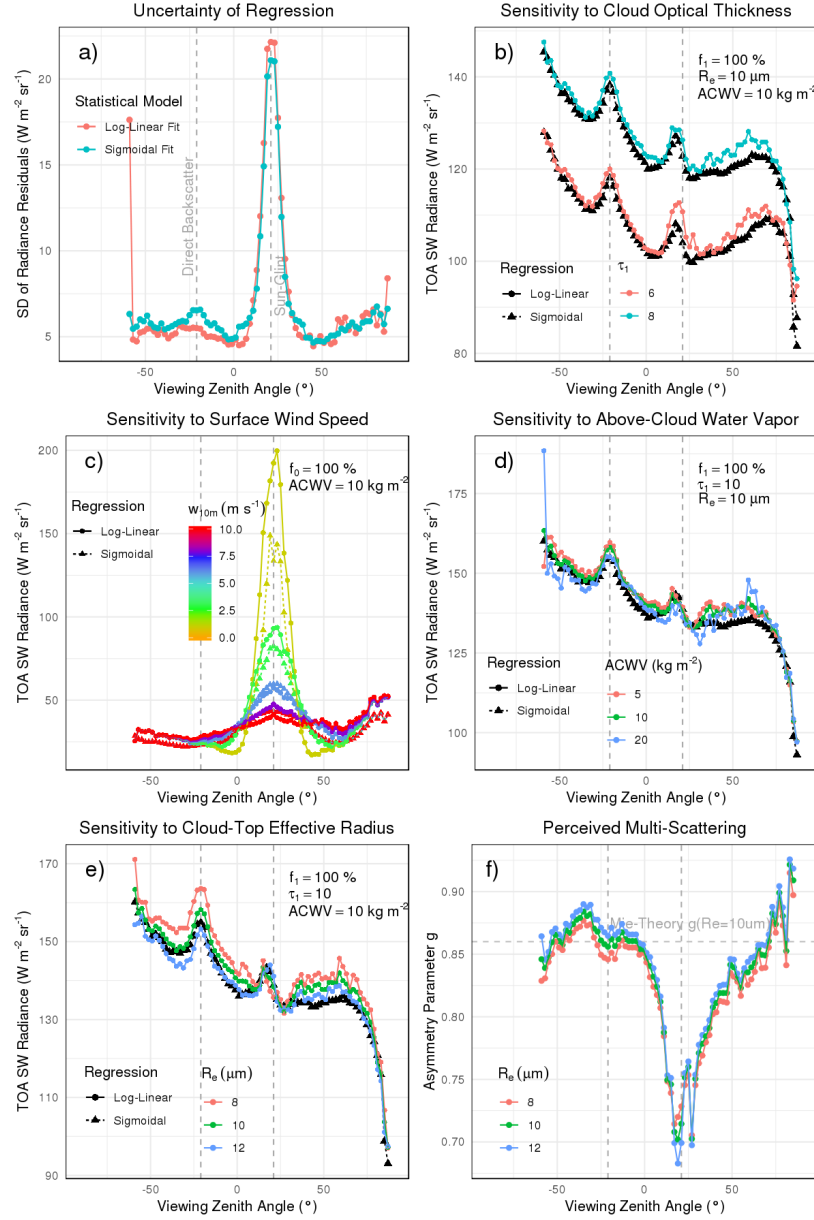 Uncertainty of Regression
a)
Statistical Model
Log-Linear Fit
Sigmoidal Fit
Direct Backscatter
Sun-Glint
SD of Radiance Residuals (W m⁻² sr⁻¹)
22
18
13
9
5
-50
0
50
Viewing Zenith Angle (°)
Sensitivity to Cloud Optical Thickness
b)
f₁ = 100 %
Rₑ = 10 μm
ACWV = 10 kg m⁻²
TOA SW Radiance (W m⁻² sr⁻¹)
140
120
100
80
Regression
Log-Linear
Sigmoidal
τ₁
6
8
-50
0
50
Viewing Zenith Angle (°)
Sensitivity to Surface Wind Speed
c)
f₀ = 100 %
ACWV = 10 kg m⁻²
Regression
Log-Linear
Sigmoidal
w₁₀ₘ (m s⁻¹)
10.0
7.5
5.0
2.5
0.0
TOA SW Radiance (W m⁻² sr⁻¹)
200
150
100
50
-50
0
50
Viewing Zenith Angle (°)
Sensitivity to Above-Cloud Water Vapor
d)
f₁ = 100 %
τ₁ = 10
Rₑ = 10 μm
TOA SW Radiance (W m⁻² sr⁻¹)
175
150
125
100
Regression
Log-Linear
Sigmoidal
ACWV (kg m⁻²)
5
10
20
-50
0
50
Viewing Zenith Angle (°)
Sensitivity to Cloud-Top Effective Radius
e)
f₁ = 100 %
τ₁ = 10
ACWV = 10 kg m⁻²
TOA SW Radiance (W m⁻² sr⁻¹)
170
150
130
110
90
Regression
Log-Linear
Sigmoidal
Rₑ (μm)
8
10
12
-50
0
50
Viewing Zenith Angle (°)
Perceived Multi-Scattering
f)
Mie-Theory g(Re=10um)
Asymmetry Parameter g
0.90
0.85
0.80
0.75
0.70
Rₑ (μm)
8
10
12
-50
0
50
Viewing Zenith Angle (°)